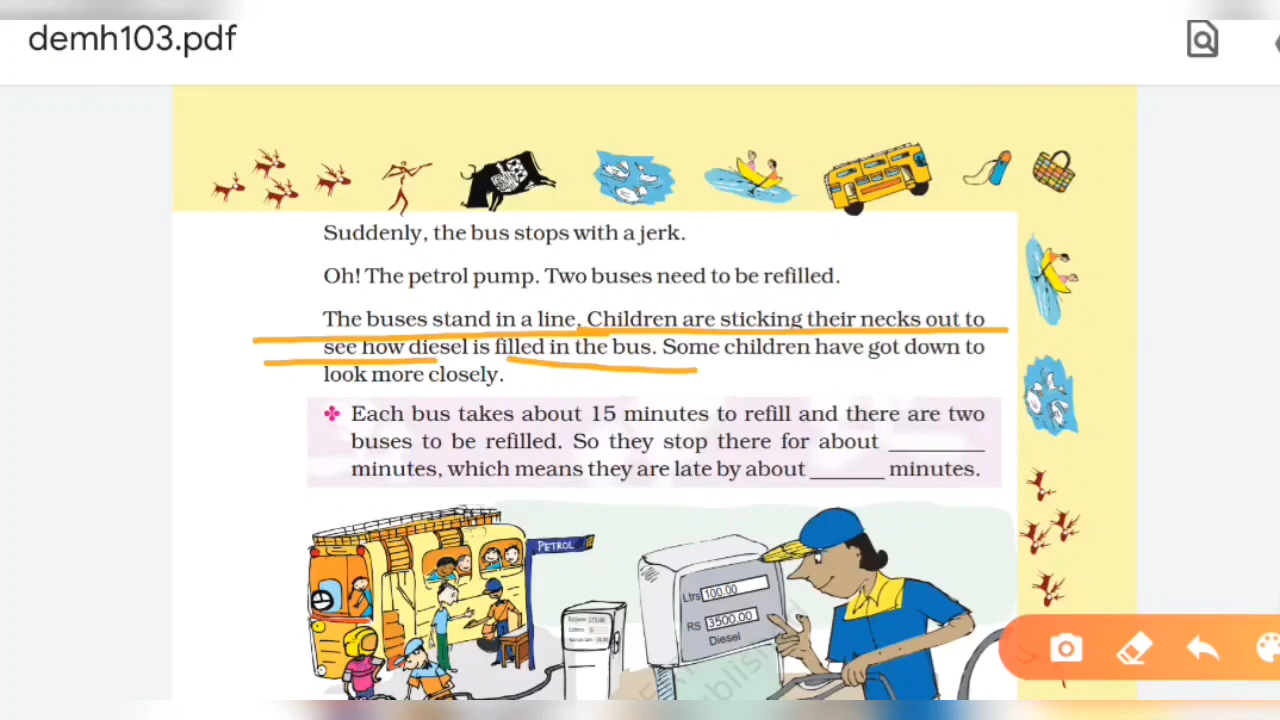 demh103.pdf
Suddenly, the bus stops with a jerk.
Oh! The petrol pump. Two buses need to be refilled.
The buses stand in a line. Children are sticking their necks out to
see how diesel is filled in the bus. Some children have got down to
look more closely.
❖ Each bus takes about 15 minutes to refill and there are two
buses to be refilled. So they stop there for about ________
minutes, which means they are late by about ______ minutes.
PETROL
Ltrs 100.00
RS 3500.00
Diesel